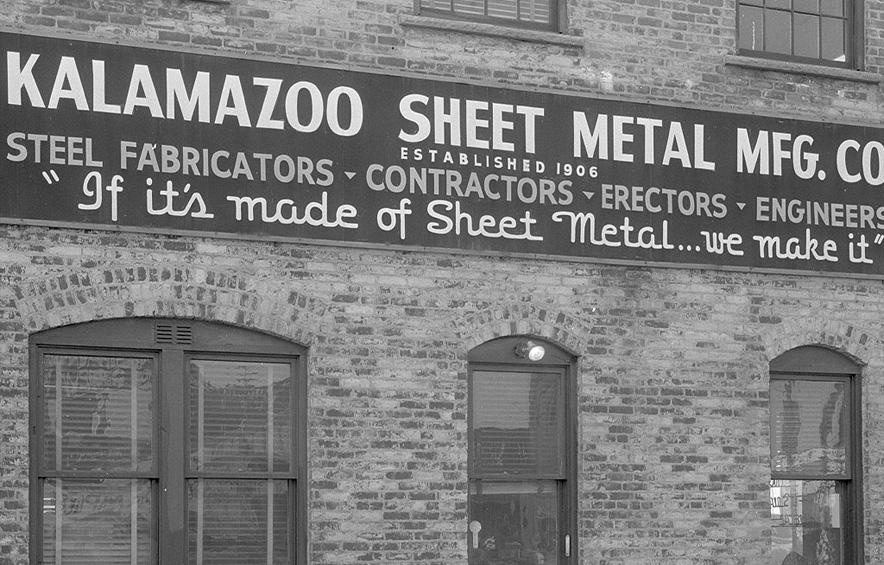 KALAMAZOO SHEET METAL MFG. CO
ESTABLISHED 1906
STEEL FABRICATORS ▾ CONTRACTORS ▾ ERECTORS ▾ ENGINEERS
"If it's made of Sheet Metal...we make it"